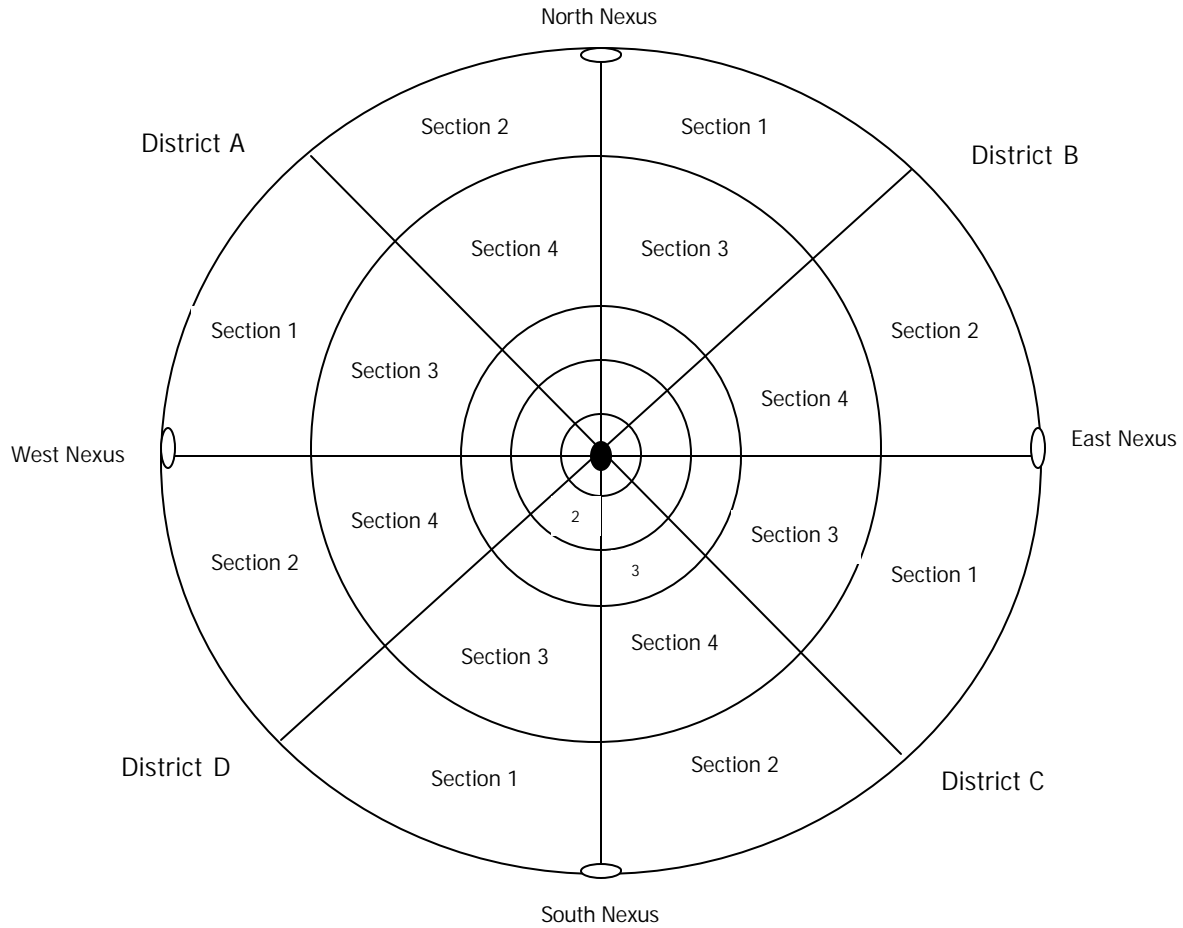 North Nexus
Section 2
Section 1
District A
District B
Section 4
Section 3
Section 1
Section 2
Section 3
Section 4
West Nexus
East Nexus
2
Section 4
Section 3
Section 2
3
Section 1
Section 3
Section 4
District D
Section 1
Section 2
District C
South Nexus